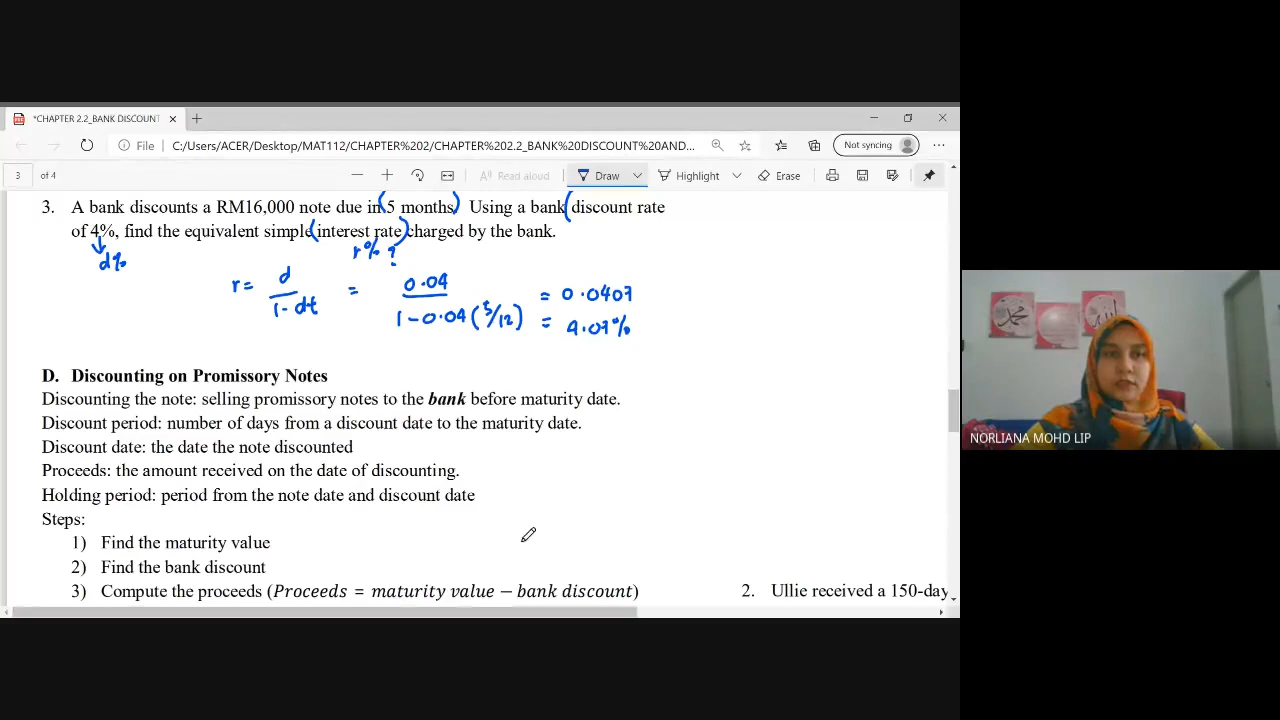 *CHAPTER 2.2_BANK DISCOUNT
File
C:/Users/ACER/Desktop/MAT112/CHAPTER%202/CHAPTER%202.2_BANK%20DISCOUNT%20AND...
Not syncing
3 of 4
Read aloud
Draw
Highlight
Erase
3. A bank discounts a RM16,000 note due in 5 months. Using a bank discount rate
of 4%, find the equivalent simple interest rate charged by the bank.
d%
r% ?
r = d / 1 - dt = 0.04 / 1 - 0.04 (5/12) = 0.0407
= 4.07%
D. Discounting on Promissory Notes
Discounting the note: selling promissory notes to the bank before maturity date.
Discount period: number of days from a discount date to the maturity date.
Discount date: the date the note discounted
Proceeds: the amount received on the date of discounting.
Holding period: period from the note date and discount date
Steps:
1) Find the maturity value
2) Find the bank discount
3) Compute the proceeds (Proceeds = maturity value − bank discount)
2. Ullie received a 150-day
NORLIANA MOHD LIP